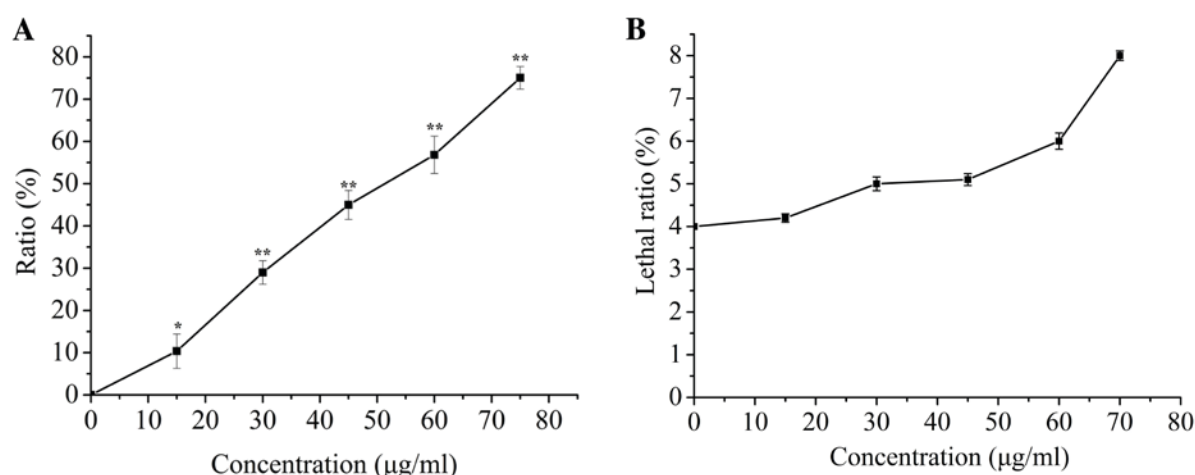 A
Ratio (%)
80
70
60
50
40
30
20
10
0
*
**
**
**
**
0 10 20 30 40 50 60 70 80
Concentration (μg/ml)
B
Lethal ratio (%)
8
7
6
5
4
3
2
1
0
0 10 20 30 40 50 60 70 80
Concentration (μg/ml)